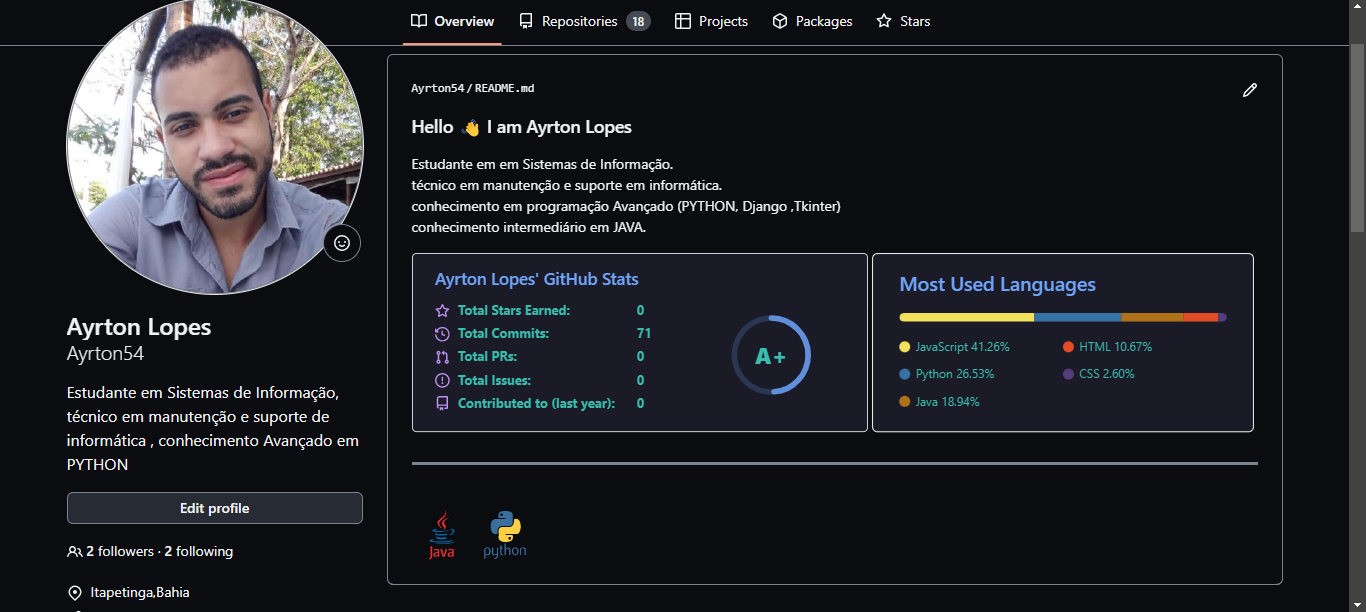 Overview Repositories 18 Projects Packages Stars
Ayrton54/README.md
Hello 👋 I am Ayrton Lopes
Estudante em em Sistemas de Informação.
técnico em manutenção e suporte em informática.
conhecimento em programação Avançado (PYTHON, Django ,Tkinter)
conhecimento intermediário em JAVA.
Ayrton Lopes' GitHub Stats
Total Stars Earned: 0
Total Commits: 71
Total PRs: 0
Total Issues: 0
Contributed to (last year): 0
A+
Most Used Languages
JavaScript 41.26%
HTML 10.67%
Python 26.53%
CSS 2.60%
Java 18.94%
Java
python
Ayrton Lopes
Ayrton54
Estudante em Sistemas de Informação,
técnico em manutenção e suporte de
informática , conhecimento Avançado em
PYTHON
Edit profile
2 followers · 2 following
Itapetinga,Bahia